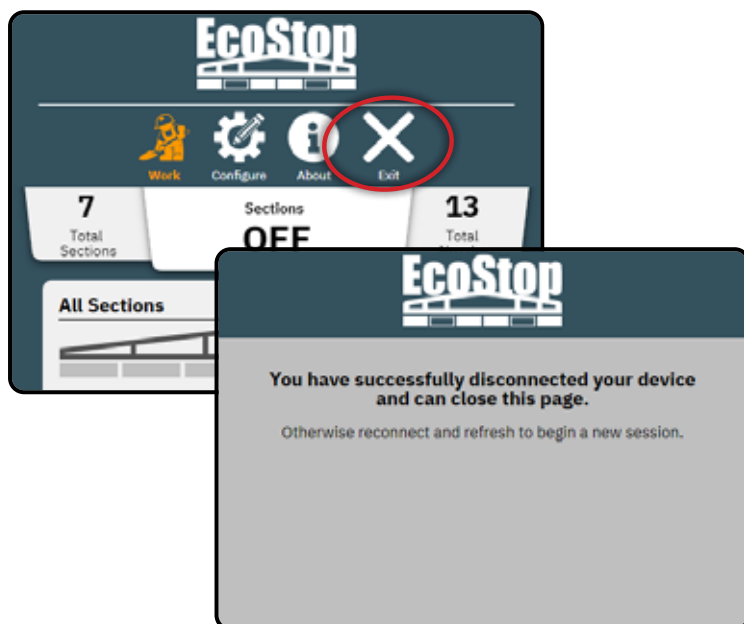 EcoStop
Work Configure About Exit
7 Sections 13
Total OFF Total
Sections
All Sections
EcoStop
You have successfully disconnected your device
and can close this page.
Otherwise reconnect and refresh to begin a new session.